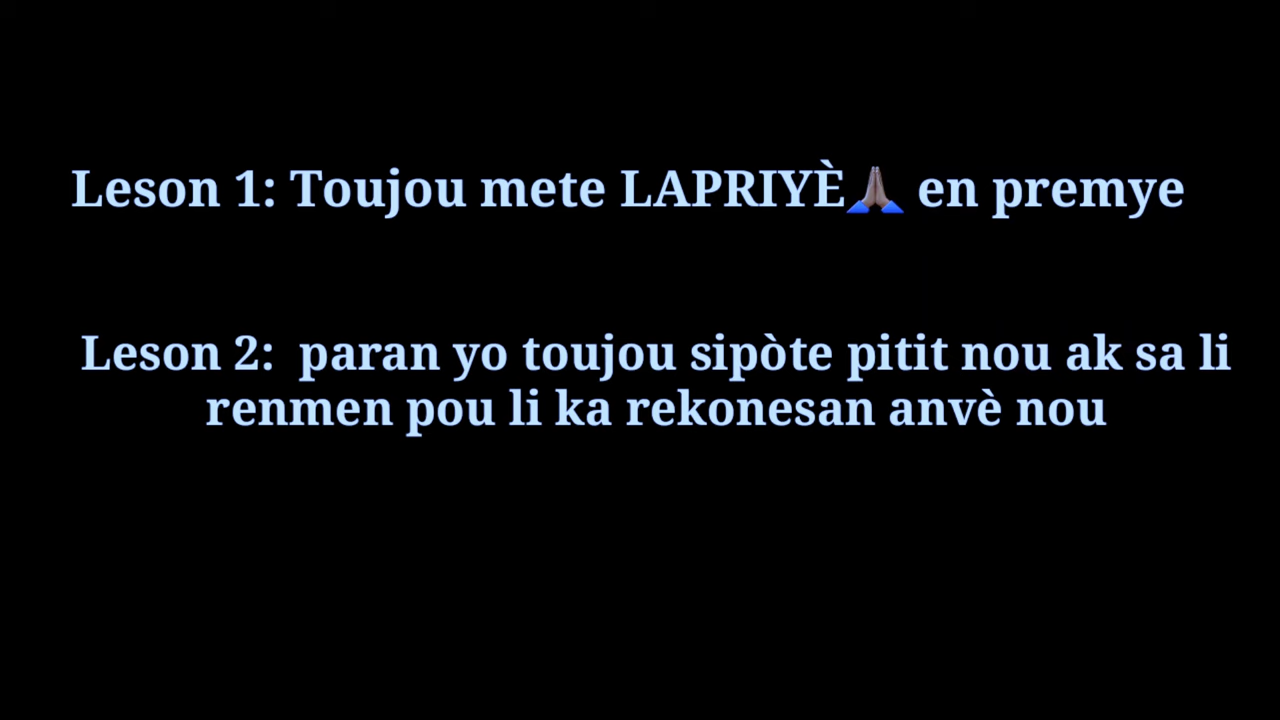 Leson 1: Toujou mete LAPRIYÈ🙏🏿 en premye
Leson 2: paran yo toujou sipòte pitit nou ak sa li
renmen pou li ka rekonesan anvè nou